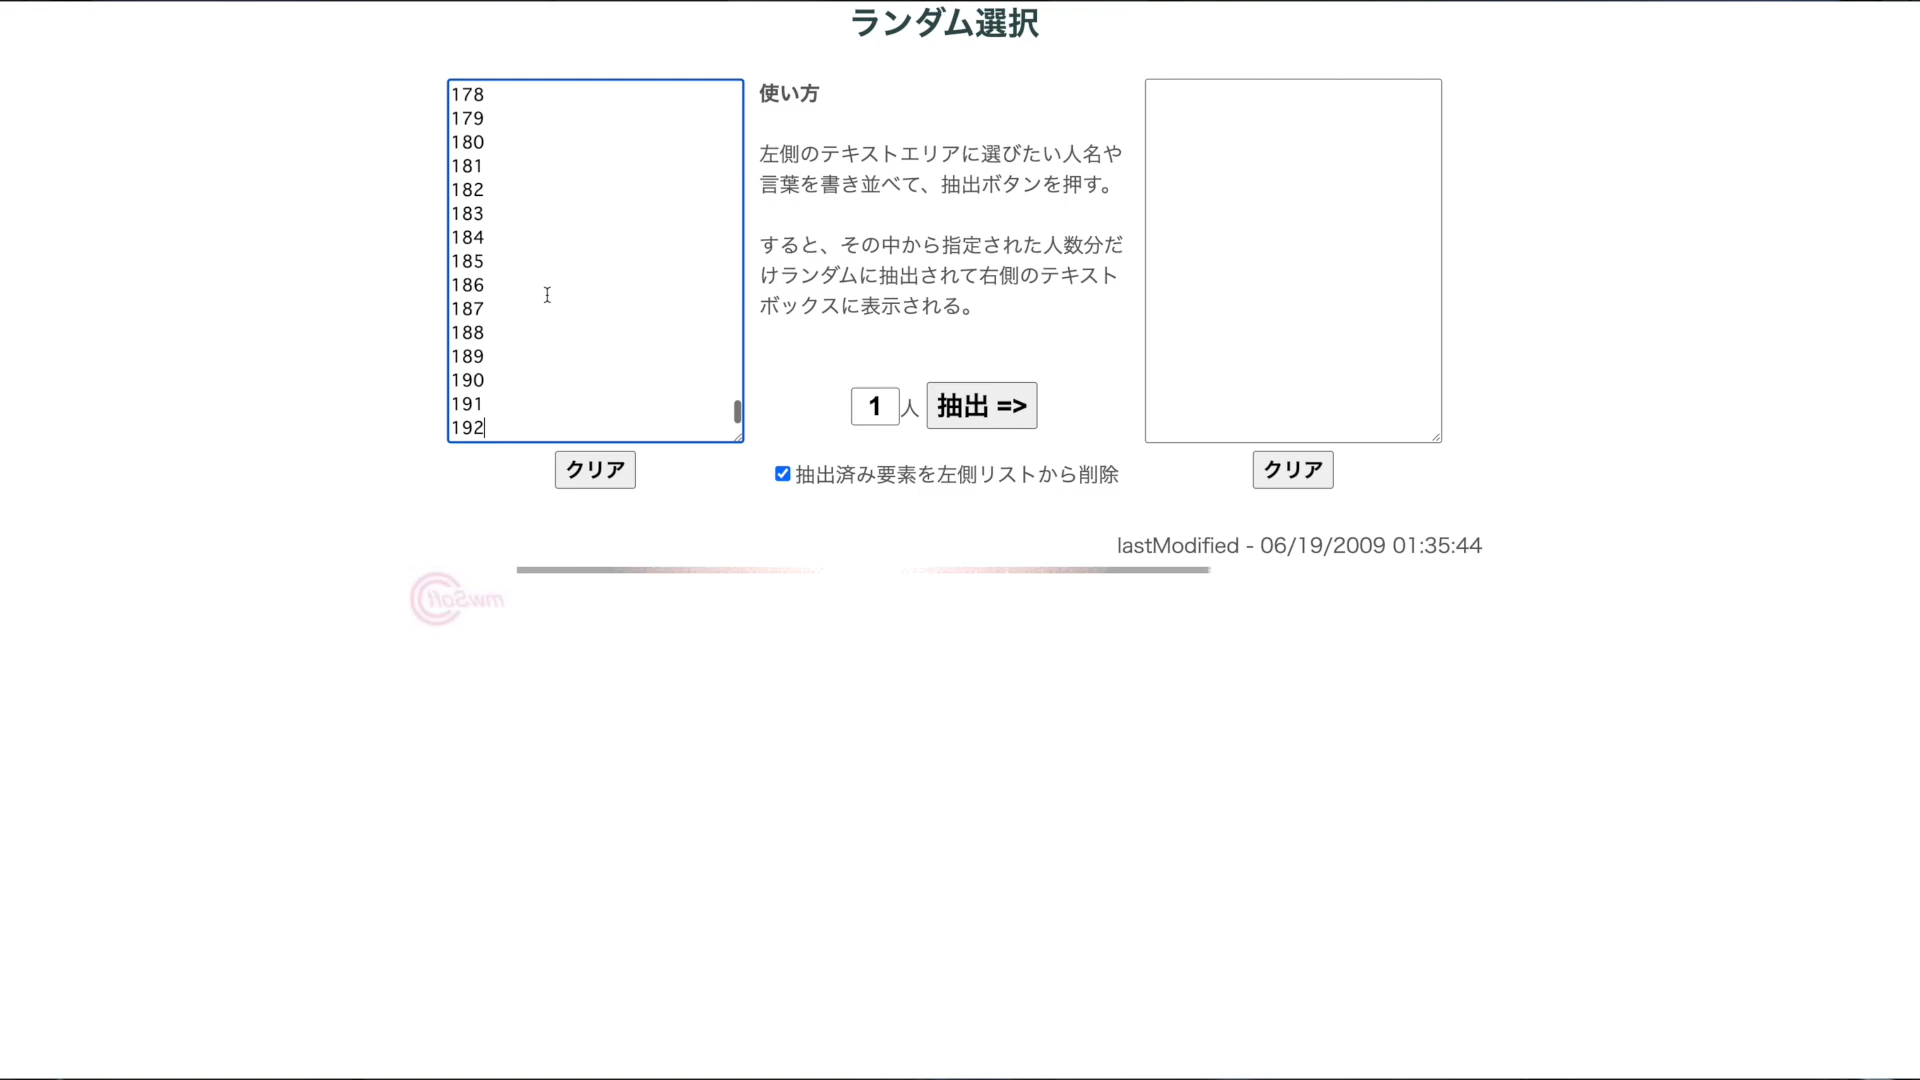 ランダム選択
178
179
180
181
182
183
184
185
186
187
188
189
190
191
192
クリア
使い方
左側のテキストエリアに選びたい人名や
言葉を書き並べて、抽出ボタンを押す。
すると、その中から指定された人数分だ
けランダムに抽出されて右側のテキスト
ボックスに表示される。
1 人 抽出 =>
抽出済み要素を左側リストから削除
クリア
lastModified - 06/19/2009 01:35:44
mwSoft